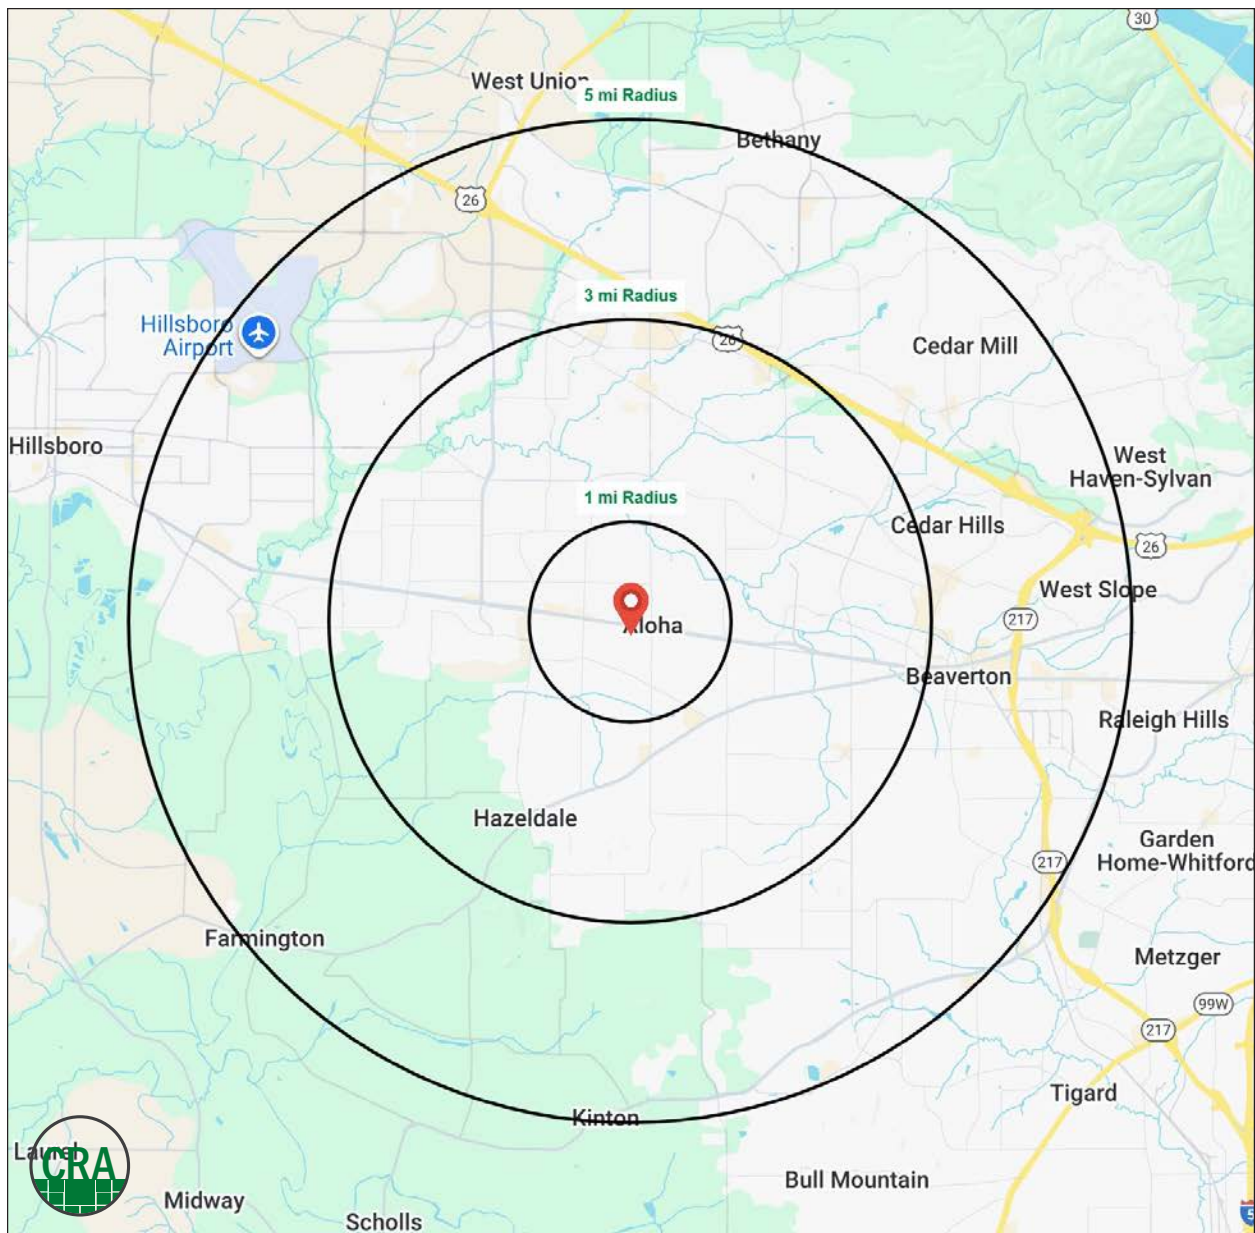 30
West Union
5 mi Radius
Bethany
26
3 mi Radius
Hillsboro
Airport
26
Cedar Mill
Hillsboro
West
Haven-Sylvan
1 mi Radius
Cedar Hills
26
West Slope
217
Aloha
Beaverton
Raleigh Hills
Hazeldale
Garden
Home-Whitford
217
Farmington
Metzger
99W
217
Tigard
Kinton
Laurel
CRA
Bull Mountain
Midway
Scholls
5